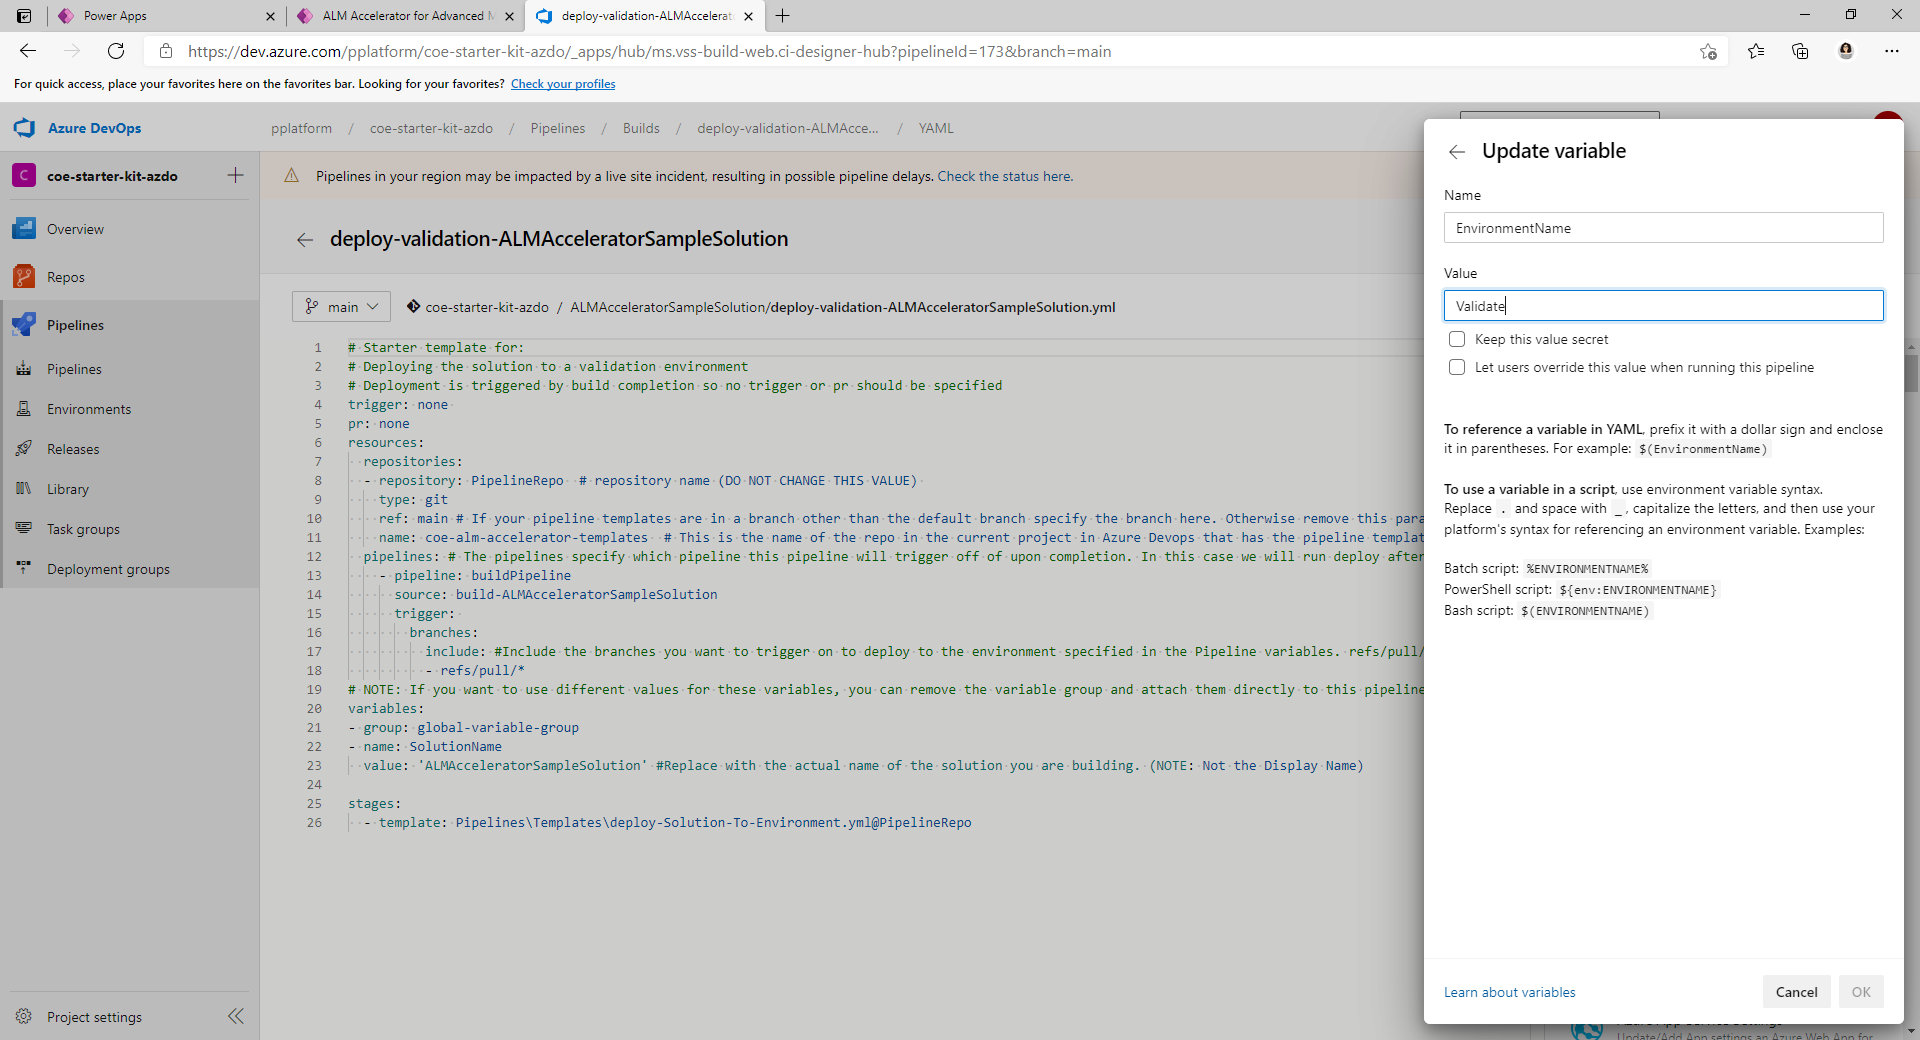 Power Apps
ALM Accelerator for Advanced M
deploy-validation-ALMAccelerat
https://dev.azure.com/pplatform/coe-starter-kit-azdo/_apps/hub/ms.vss-build-web.ci-designer-hub?pipelineId=173&branch=main
For quick access, place your favorites here on the favorites bar. Looking for your favorites? Check your profiles
Azure DevOps
pplatform / coe-starter-kit-azdo / Pipelines / Builds / deploy-validation-ALMAcce... / YAML
C coe-starter-kit-azdo
Overview
Repos
Pipelines
Pipelines
Environments
Releases
Library
Task groups
Deployment groups
Project settings
Pipelines in your region may be impacted by a live site incident, resulting in possible pipeline delays. Check the status here.
deploy-validation-ALMAcceleratorSampleSolution
main
coe-starter-kit-azdo / ALMAcceleratorSampleSolution/deploy-validation-ALMAcceleratorSampleSolution.yml
1 # Starter template for:
2 # Deploying the solution to a validation environment
3 # Deployment is triggered by build completion so no trigger or pr should be specified
4 trigger: none
5 pr: none
6 resources:
7 repositories:
8 - repository: PipelineRepo # repository name (DO NOT CHANGE THIS VALUE)
9 type: git
10 ref: main # If your pipeline templates are in a branch other than the default branch specify the branch here. Otherwise remove this para
11 name: coe-alm-accelerator-templates # This is the name of the repo in the current project in Azure Devops that has the pipeline templat
12 pipelines: # The pipelines specify which pipeline this pipeline will trigger off of upon completion. In this case we will run deploy after
13 - pipeline: buildPipeline
14 source: build-ALMAcceleratorSampleSolution
15 trigger:
16 branches:
17 include: #Include the branches you want to trigger on to deploy to the environment specified in the Pipeline variables. refs/pull/
18 - refs/pull/*
19 # NOTE: If you want to use different values for these variables, you can remove the variable group and attach them directly to this pipeline
20 variables:
21 - group: global-variable-group
22 - name: SolutionName
23 value: 'ALMAcceleratorSampleSolution' #Replace with the actual name of the solution you are building. (NOTE: Not the Display Name)
24
25 stages:
26 - template: Pipelines\Templates\deploy-Solution-To-Environment.yml@PipelineRepo
Update variable
Name
EnvironmentName
Value
Validate
Keep this value secret
Let users override this value when running this pipeline
To reference a variable in YAML, prefix it with a dollar sign and enclose
it in parentheses. For example: $(EnvironmentName)
To use a variable in a script, use environment variable syntax.
Replace . and space with _, capitalize the letters, and then use your
platform's syntax for referencing an environment variable. Examples:
Batch script: %ENVIRONMENTNAME%
PowerShell script: ${env:ENVIRONMENTNAME}
Bash script: $(ENVIRONMENTNAME)
Learn about variables
Cancel
OK
Update/Add App settings an Azure Web App for